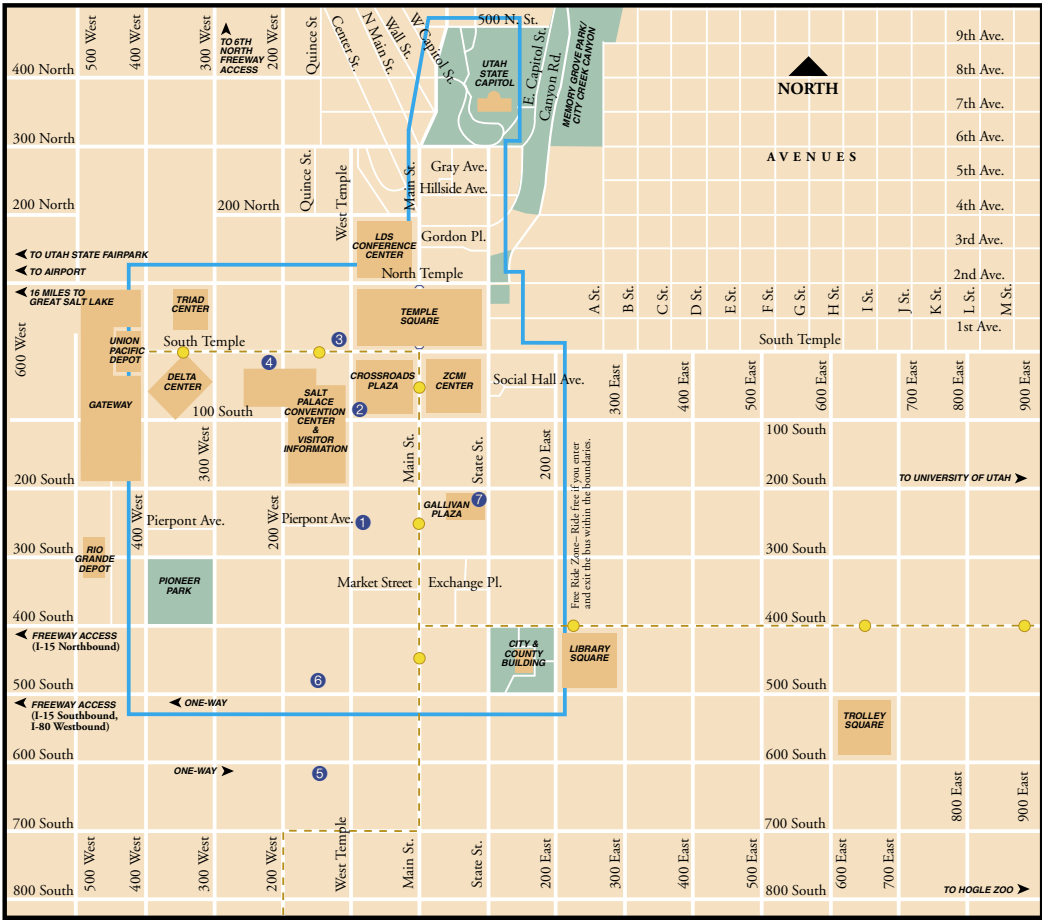 500 West
400 West
300 West
TO 6TH
NORTH
FREEWAY
ACCESS
200 West
Quince St
Center St.
N Main St.
Wall St.
W Capitol St.
500 N. St.
UTAH
STATE
CAPITOL
E. Capitol St.
Canyon Rd.
MEMORY GROVE PARK/
CITY CREEK CANYON
9th Ave.
8th Ave.
7th Ave.
6th Ave.
5th Ave.
4th Ave.
3rd Ave.
2nd Ave.
1st Ave.
NORTH
AVENUES
400 North
300 North
200 North
200 North
Quince St.
West Temple
Main St.
Gray Ave.
Hillside Ave.
Gordon Pl.
LDS
CONFERENCE
CENTER
North Temple
TO UTAH STATE FAIRPARK
TO AIRPORT
16 MILES TO
GREAT SALT LAKE
600 West
TRIAD
CENTER
TEMPLE
SQUARE
A St.
B St.
C St.
D St.
E St.
F St.
G St.
H St.
I St.
J St.
K St.
L St.
M St.
UNION
PACIFIC
DEPOT
South Temple
South Temple
3
4
DELTA
CENTER
GATEWAY
100 South
SALT
PALACE
CONVENTION
CENTER
&
VISITOR
INFORMATION
CROSSROADS
PLAZA
2
ZCMI
CENTER
Social Hall Ave.
300 East
400 East
500 East
600 East
700 East
800 East
900 East
100 South
300 West
Main St.
State St.
200 East
200 South
200 South
TO UNIVERSITY OF UTAH
Free Ride Zone– Ride free if you enter
and exit the bus within the boundaries.
400 West
Pierpont Ave.
200 West
Pierpont Ave.
1
GALLIVAN
PLAZA
7
300 South
300 South
RIO
GRANDE
DEPOT
PIONEER
PARK
Market Street
Exchange Pl.
400 South
400 South
FREEWAY ACCESS
(I-15 Northbound)
CITY &
COUNTY
BUILDING
LIBRARY
SQUARE
500 South
500 South
6
FREEWAY ACCESS
(I-15 Southbound,
I-80 Westbound)
ONE-WAY
TROLLEY
SQUARE
600 South
600 South
ONE-WAY
5
800 East
900 East
700 South
700 South
500 West
400 West
300 West
200 West
West Temple
Main St.
State St.
200 East
300 East
400 East
500 East
600 East
700 East
800 South
800 South
TO HOGLE ZOO